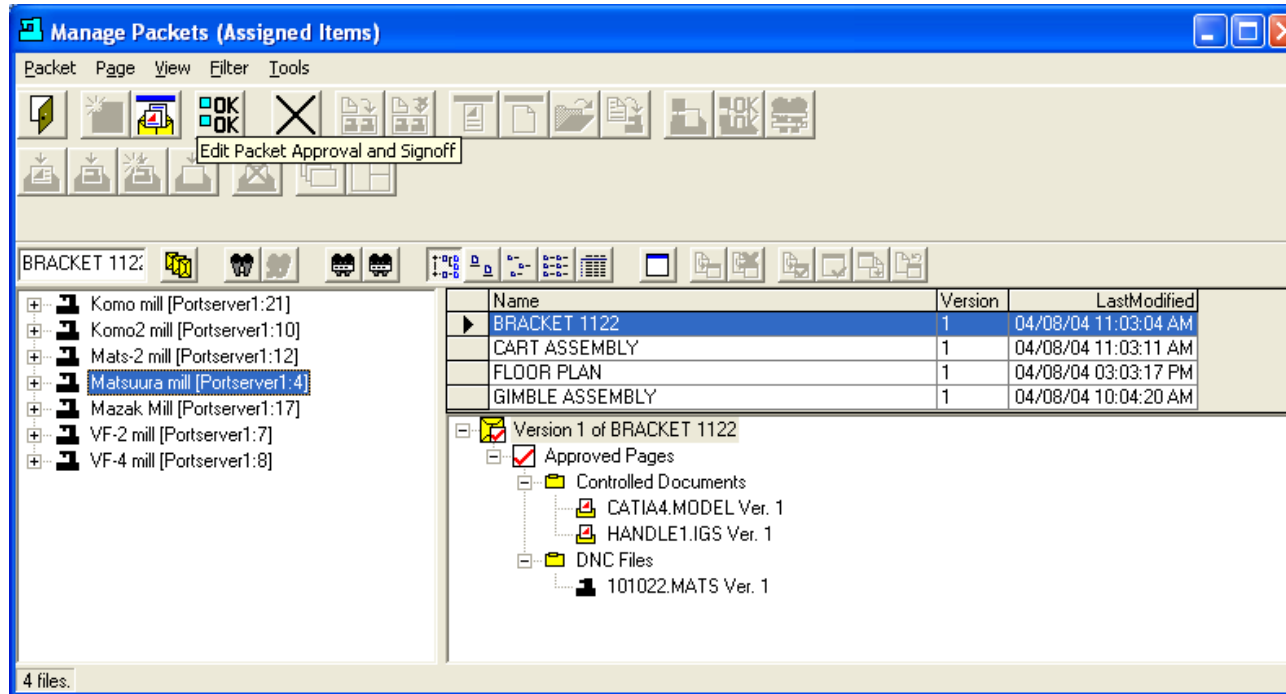 Manage Packets (Assigned Items)
Packet Page View Filter Tools
OK
OK
OK
OK
Edit Packet Approval and Signoff
BRACKET 1122
Komo mill [Portserver1:21]
Komo2 mill [Portserver1:10]
Mats-2 mill [Portserver1:12]
Matsuura mill [Portserver1:4]
Mazak Mill [Portserver1:17]
VF-2 mill [Portserver1:7]
VF-4 mill [Portserver1:8]
Name Version LastModified
BRACKET 1122 1 04/08/04 11:03:04 AM
CART ASSEMBLY 1 04/08/04 11:03:11 AM
FLOOR PLAN 1 04/08/04 03:03:17 PM
GIMBLE ASSEMBLY 1 04/08/04 10:04:20 AM
Version 1 of BRACKET 1122
Approved Pages
Controlled Documents
CATIA4.MODEL Ver. 1
HANDLE1.IGS Ver. 1
DNC Files
101022.MATS Ver. 1
4 files.